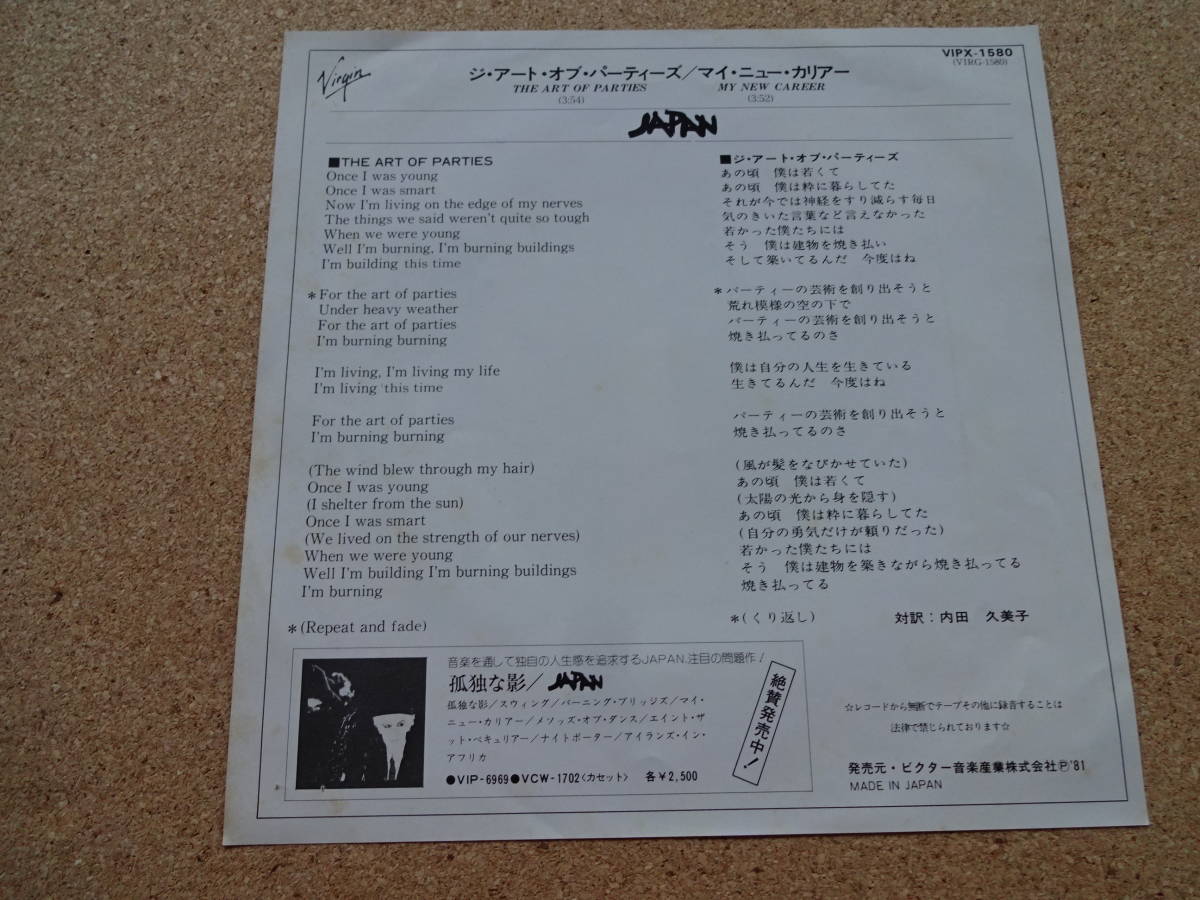 Virgin
VIPX-1580
(VIRG-1580)
ジ・アート・オブ・パーティーズ／マイ・ニュー・カリアー
THE ART OF PARTIES MY NEW CAREER
(3:54) (3:52)
JAPAN
■THE ART OF PARTIES
Once I was young
Once I was smart
Now I'm living on the edge of my nerves
The things we said weren't quite so tough
When we were young
Well I'm burning, I'm burning buildings
I'm building this time
*For the art of parties
Under heavy weather
For the art of parties
I'm burning burning
I'm living, I'm living my life
I'm living this time
For the art of parties
I'm burning burning
(The wind blew through my hair)
Once I was young
(I shelter from the sun)
Once I was smart
(We lived on the strength of our nerves)
When we were young
Well I'm building I'm burning buildings
I'm burning
*(Repeat and fade)
■ジ・アート・オブ・パーティーズ
あの頃　僕は若くて
あの頃　僕は粋に暮らしてた
それが今では神経をすり減らす毎日
気のきいた言葉など言えなかった
若かった僕たちには
そう　僕は建物を焼き払い
そして築いてるんだ　今度はね
*パーティーの芸術を創り出そうと
荒れ模様の空の下で
パーティーの芸術を創り出そうと
焼き払ってるのさ
僕は自分の人生を生きている
生きてるんだ　今度はね
パーティーの芸術を創り出そうと
焼き払ってるのさ
(風が髪をなびかせていた)
あの頃　僕は若くて
(太陽の光から身を隠す)
あの頃　僕は粋に暮らしてた
(自分の勇気だけが頼りだった)
若かった僕たちには
そう　僕は建物を築きながら焼き払ってる
焼き払ってる
*(くり返し)
対訳：内田　久美子
音楽を通して独自の人生感を追求するJAPAN、注目の問題作！
孤独な影／JAPAN
孤独な影／スウィング／バーニング・ブリッジズ／マイ・
ニュー・カリアー／メソッズ・オブ・ダンス／エイント・ザ
ット・ペキュリアー／ナイトポーター／アイランズ・イン・
アフリカ
●VIP-6969●VCW-1702〈カセット〉 各￥2,500
絶賛発売中！
☆レコードから無断でテープその他に録音することは
法律で禁じられております☆
発売元・ビクター音楽産業株式会社Ⓟ'81
MADE IN JAPAN